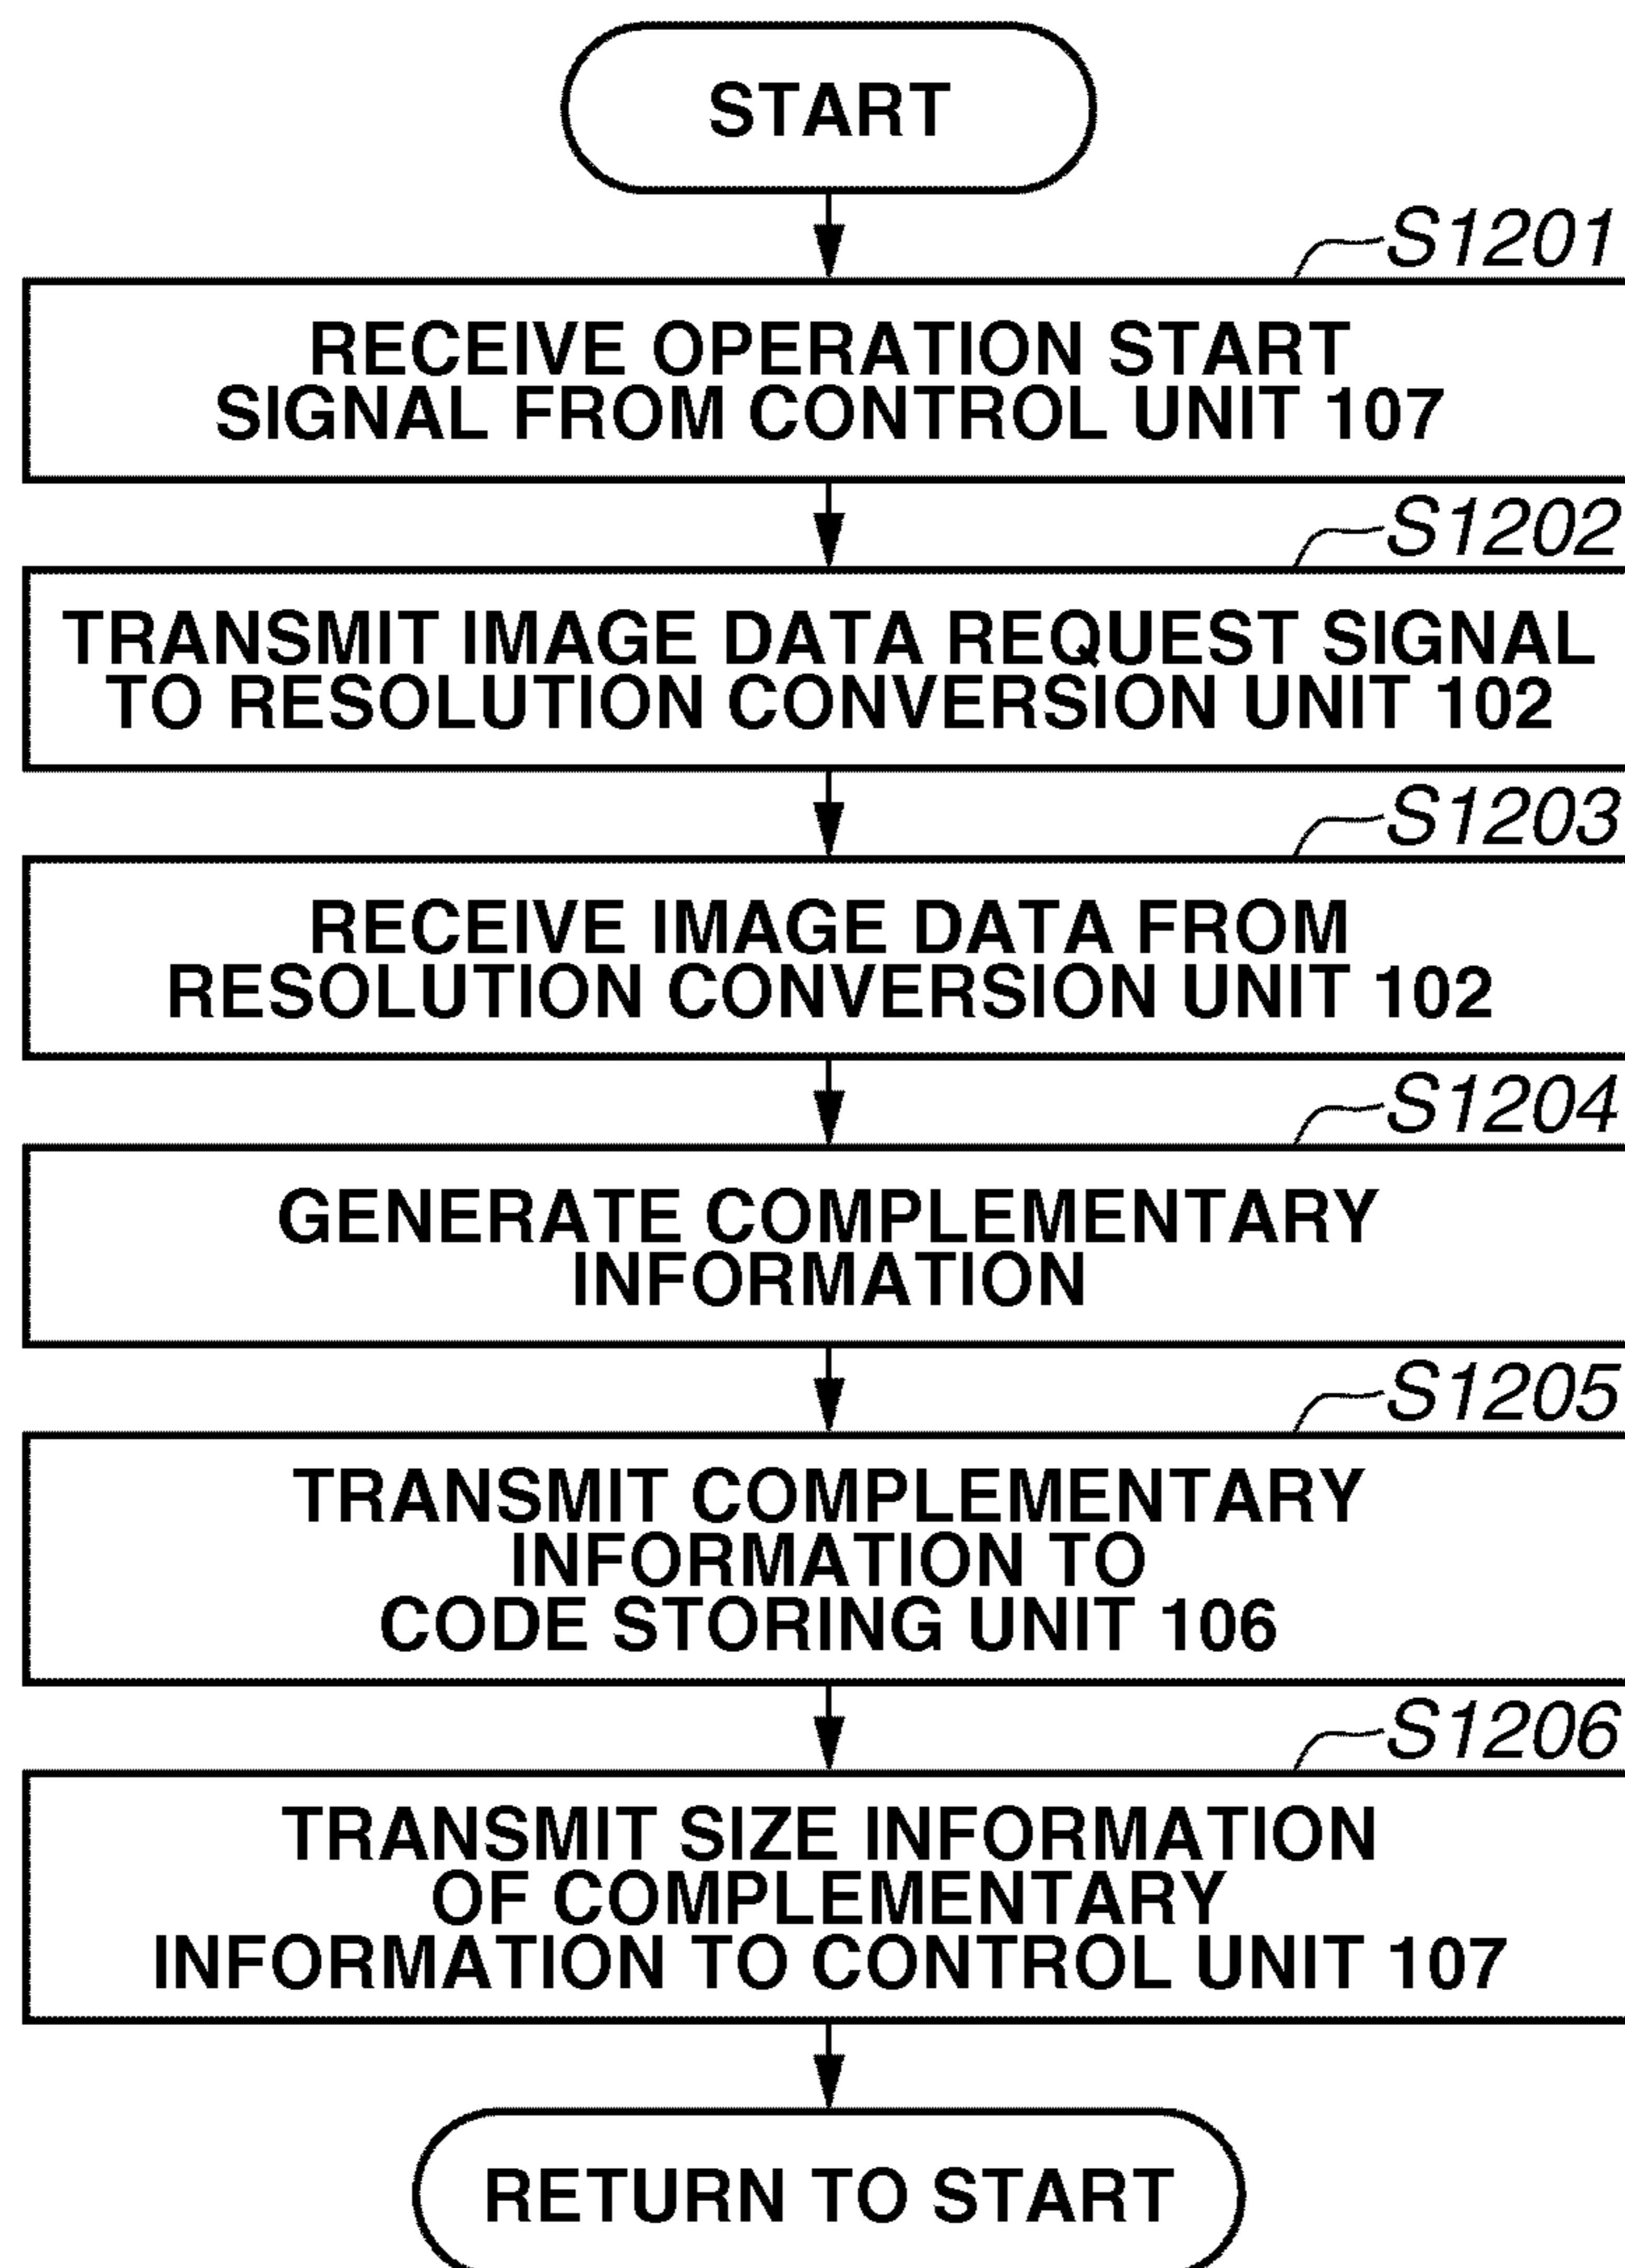 START
S1201
RECEIVE OPERATION START
SIGNAL FROM CONTROL UNIT 107
S1202
TRANSMIT IMAGE DATA REQUEST SIGNAL
TO RESOLUTION CONVERSION UNIT 102
S1203
RECEIVE IMAGE DATA FROM
RESOLUTION CONVERSION UNIT 102
S1204
GENERATE COMPLEMENTARY
INFORMATION
S1205
TRANSMIT COMPLEMENTARY
INFORMATION TO
CODE STORING UNIT 106
S1206
TRANSMIT SIZE INFORMATION
OF COMPLEMENTARY
INFORMATION TO CONTROL UNIT 107
RETURN TO START